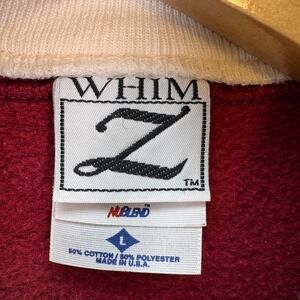 WHIM
Z
TM
NUBLEND
L
50% COTTON / 50% POLYESTER
MADE IN U.S.A.